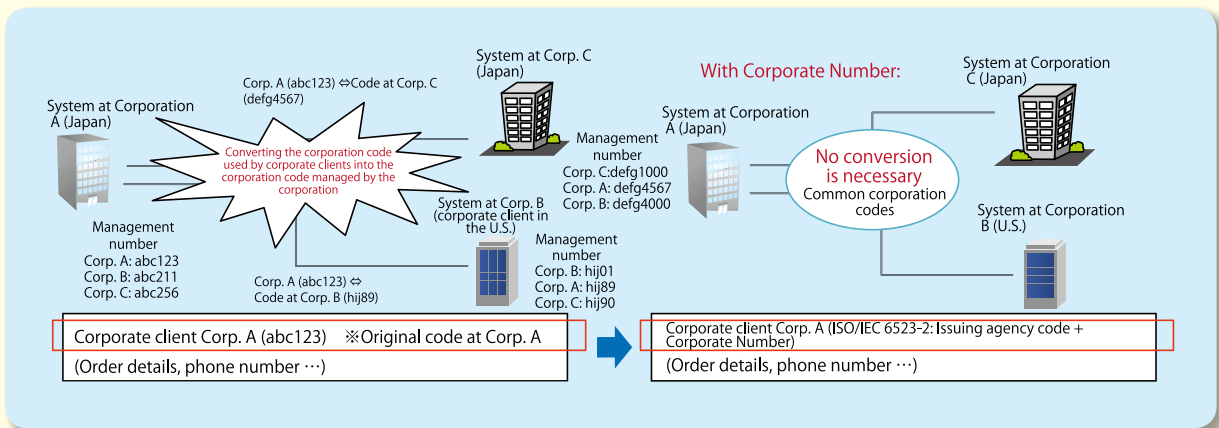 Corp. A (abc123) ⇔Code at Corp. C
(defg4567)
System at Corp. C
(Japan)
System at Corporation
A (Japan)
Converting the corporation code
used by corporate clients into the
corporation code managed by the
corporation
Management
number
Corp. C:defg1000
Corp. A: defg4567
Corp. B: defg4000
System at Corp. B
(corporate client in
the U.S.)
Management
number
Corp. A: abc123
Corp. B: abc211
Corp. C: abc256
Corp. A (abc123) ⇔
Code at Corp. B (hij89)
Management
number
Corp. B: hij01
Corp. A: hij89
Corp. C: hij90
Corporate client Corp. A (abc123) ※Original code at Corp. A
(Order details, phone number …)
With Corporate Number:
System at Corporation
C (Japan)
System at Corporation
A (Japan)
No conversion
is necessary
Common corporation
codes
System at Corporation
B (U.S.)
Corporate client Corp. A (ISO/IEC 6523-2: Issuing agency code +
Corporate Number)
(Order details, phone number …)